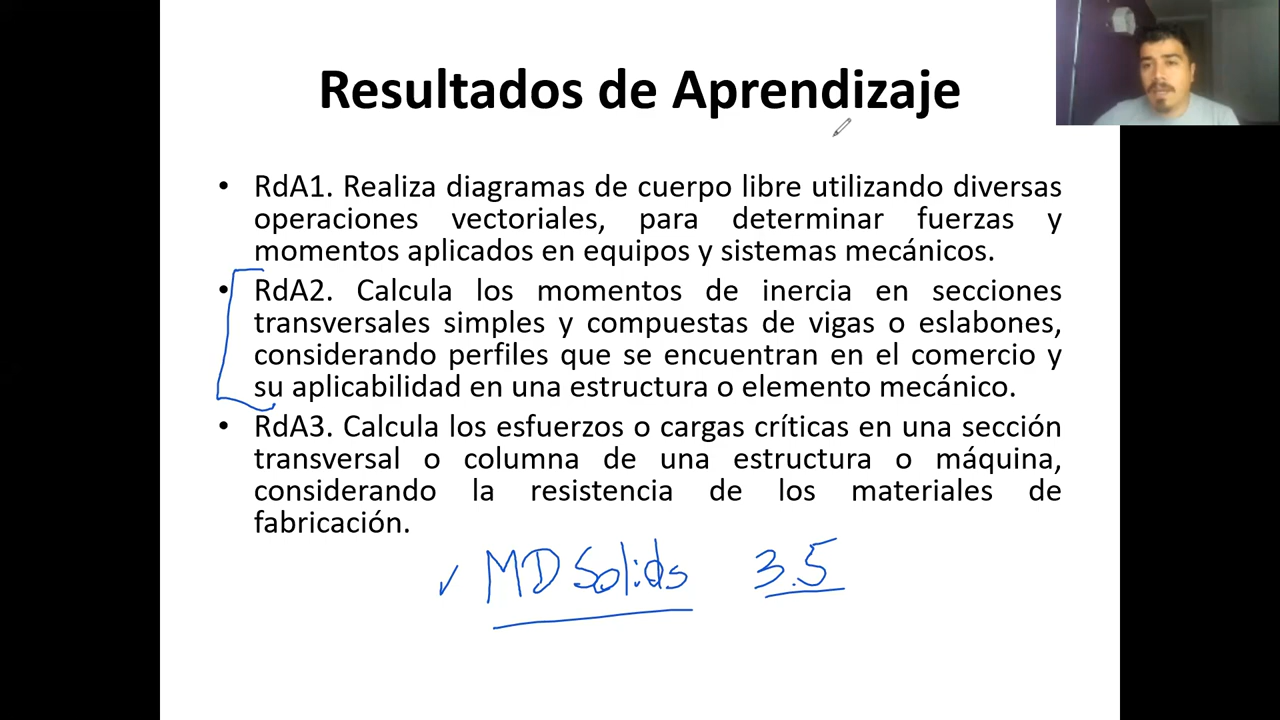 Resultados de Aprendizaje
• RdA1. Realiza diagramas de cuerpo libre utilizando diversas
operaciones vectoriales, para determinar fuerzas y
momentos aplicados en equipos y sistemas mecánicos.
• RdA2. Calcula los momentos de inercia en secciones
transversales simples y compuestas de vigas o eslabones,
considerando perfiles que se encuentran en el comercio y
su aplicabilidad en una estructura o elemento mecánico.
• RdA3. Calcula los esfuerzos o cargas críticas en una sección
transversal o columna de una estructura o máquina,
considerando la resistencia de los materiales de
fabricación.
✓ MD Solids 3.5